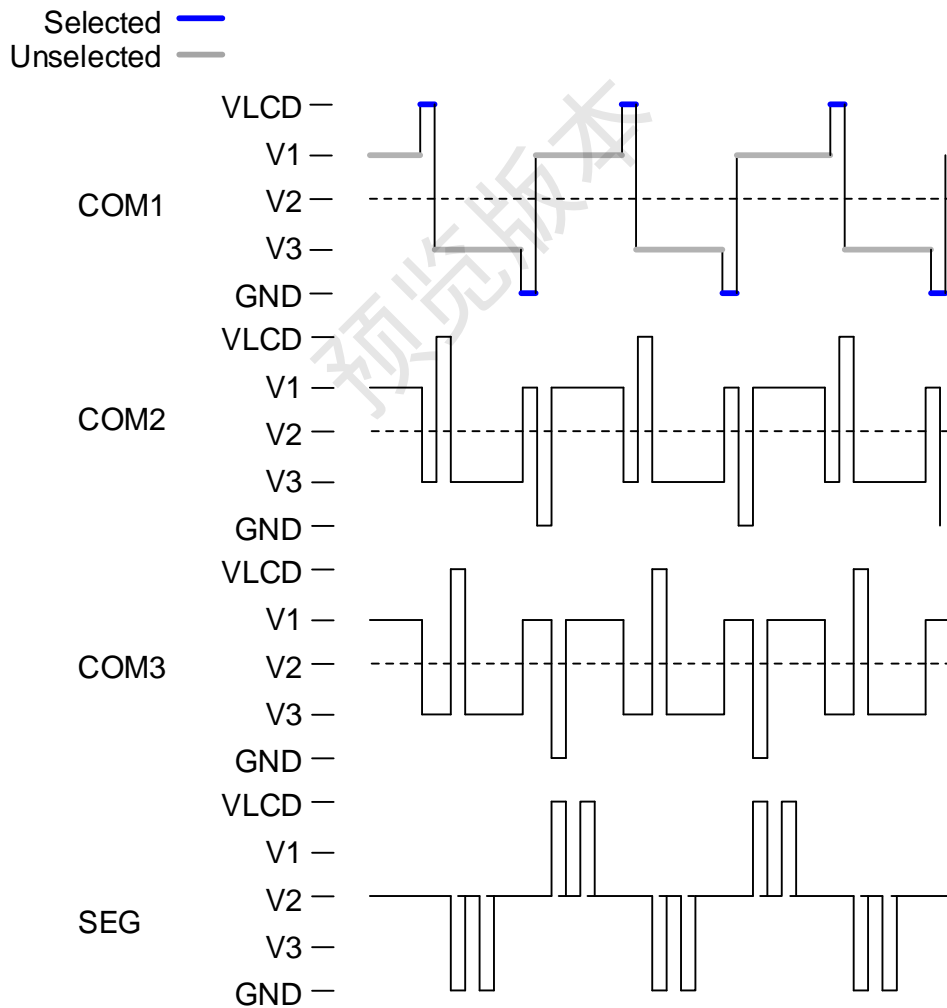 Selected
Unselected
VLCD
V1
COM1
V2
V3
GND
VLCD
V1
COM2
V2
V3
GND
VLCD
V1
COM3
V2
V3
GND
VLCD
V1
V2
SEG
V3
GND
预览版本